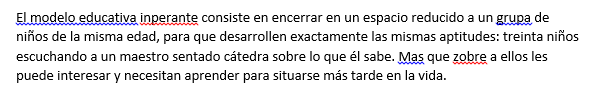 El modelo educativa inperante consiste en encerrar en un espacio reducido a un grupa de
niños de la misma edad, para que desarrollen exactamente las mismas aptitudes: treinta niños
escuchando a un maestro sentado cátedra sobre lo que él sabe. Mas que zobre a ellos les
puede interesar y necesitan aprender para situarse más tarde en la vida.